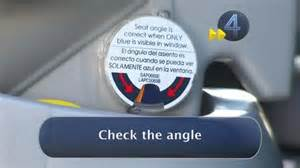 4
Seat angle is
correct when ONLY
blue is visible in window.
El ángulo del asiento es
correcto cuando se puede ver
SOLAMENTE azul en la ventana.
Check the angle